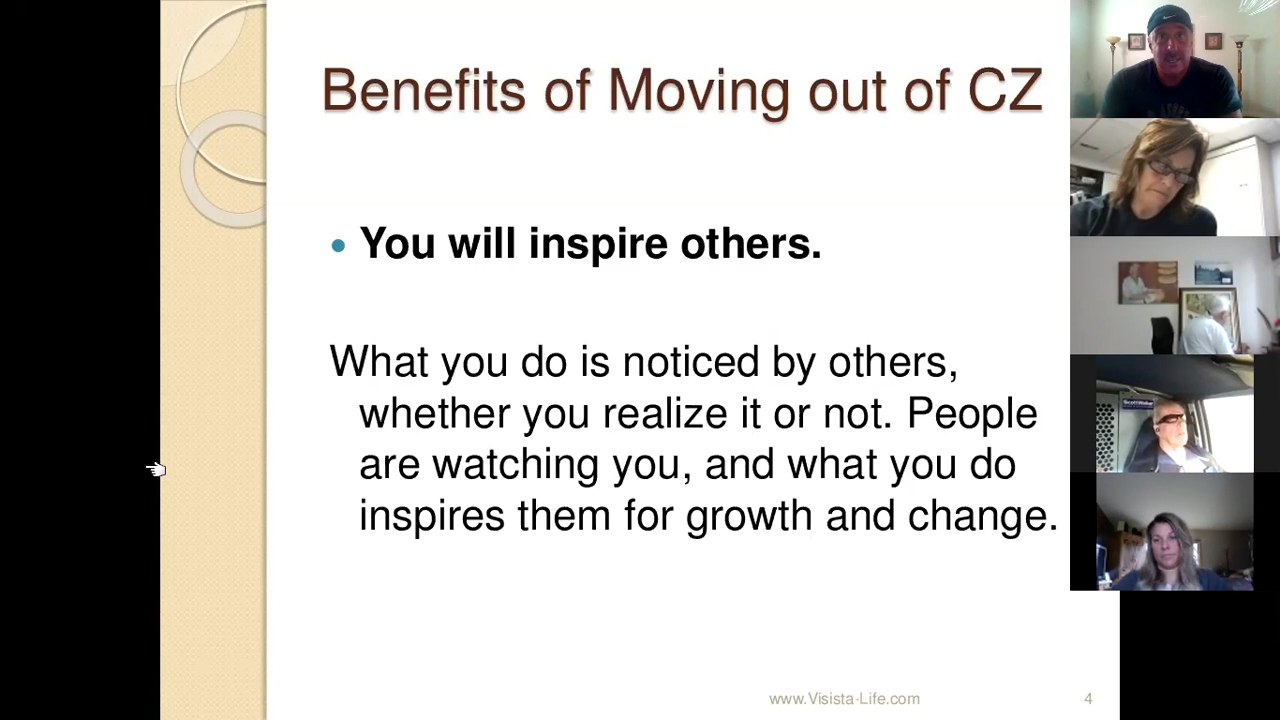 Benefits of Moving out of CZ
• You will inspire others.
What you do is noticed by others,
whether you realize it or not. People
are watching you, and what you do
inspires them for growth and change.
www.Visista-Life.com
4